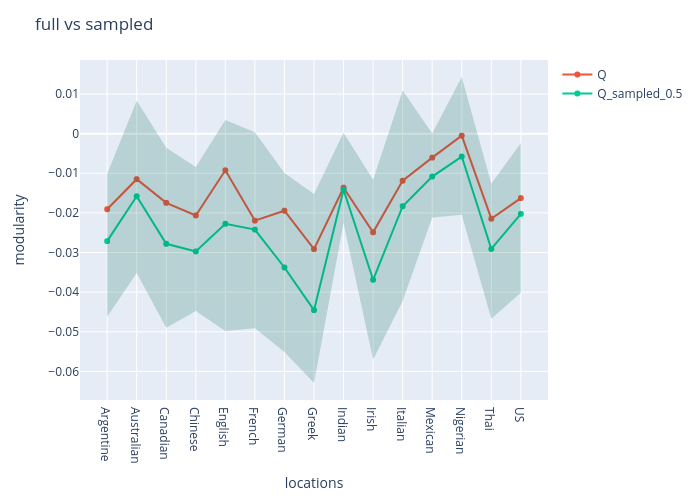 full vs sampled
Q
Q_sampled_0.5
0.01
0
−0.01
−0.02
−0.03
−0.04
−0.05
−0.06
modularity
Argentine
Australian
Canadian
Chinese
English
French
German
Greek
Indian
Irish
Italian
Mexican
Nigerian
Thai
US
locations